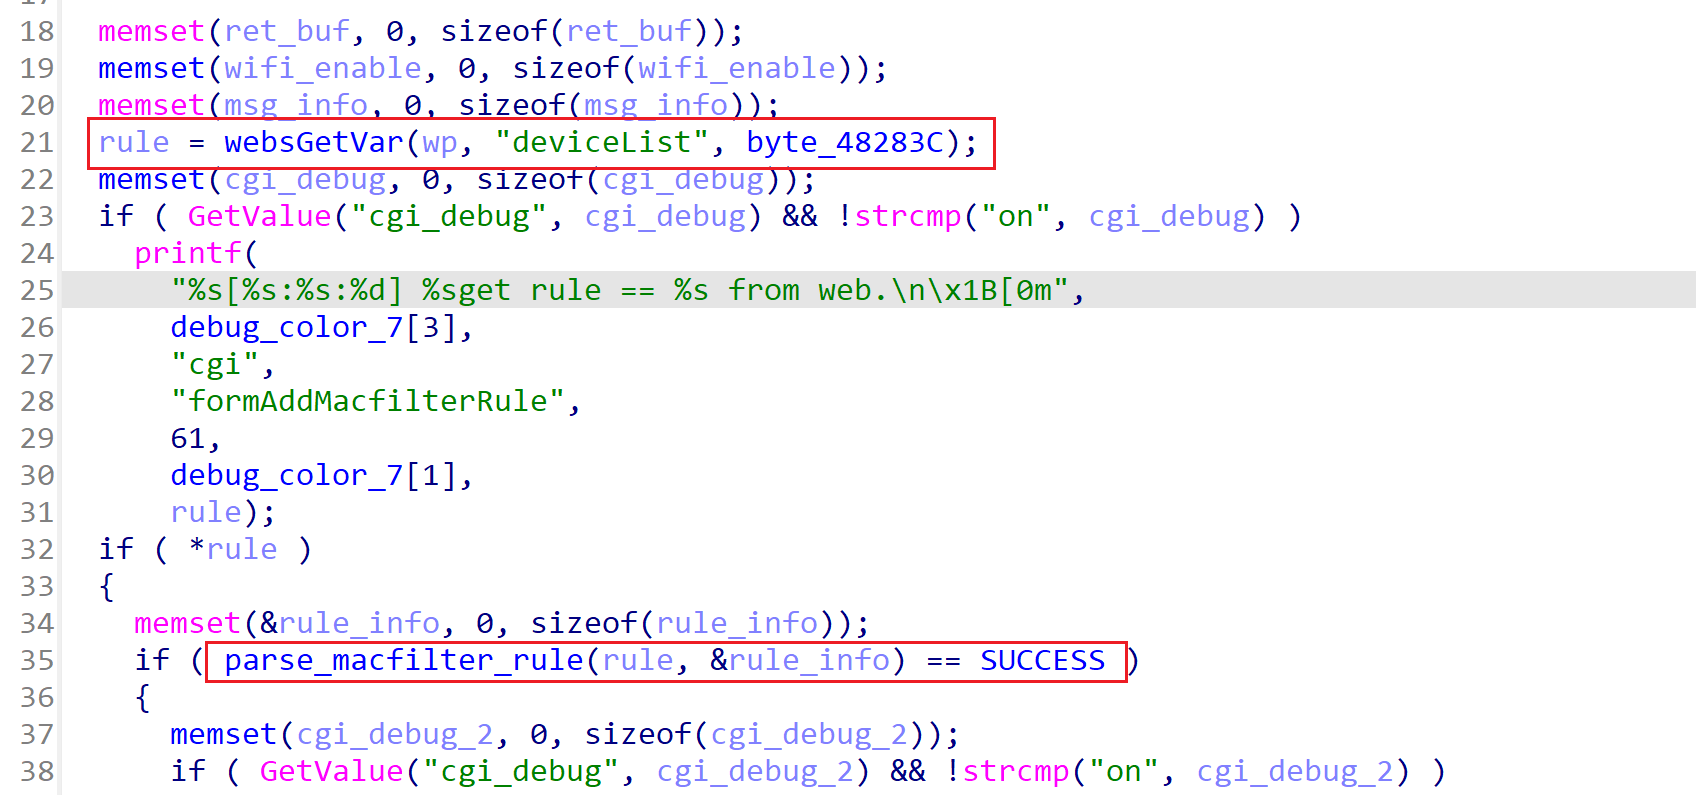 18 memset(ret_buf, 0, sizeof(ret_buf));
19 memset(wifi_enable, 0, sizeof(wifi_enable));
20 memset(msg_info, 0, sizeof(msg_info));
21 rule = websGetVar(wp, "deviceList", byte_48283C);
22 memset(cgi_debug, 0, sizeof(cgi_debug));
23 if ( GetValue("cgi_debug", cgi_debug) && !strcmp("on", cgi_debug) )
24 printf(
25 "%s[%s:%s:%d] %sget rule == %s from web.\n\x1B[0m",
26 debug_color_7[3],
27 "cgi",
28 "formAddMacfilterRule",
29 61,
30 debug_color_7[1],
31 rule);
32 if ( *rule )
33 {
34 memset(&rule_info, 0, sizeof(rule_info));
35 if ( parse_macfilter_rule(rule, &rule_info) == SUCCESS )
36 {
37 memset(cgi_debug_2, 0, sizeof(cgi_debug_2));
38 if ( GetValue("cgi_debug", cgi_debug_2) && !strcmp("on", cgi_debug_2) )